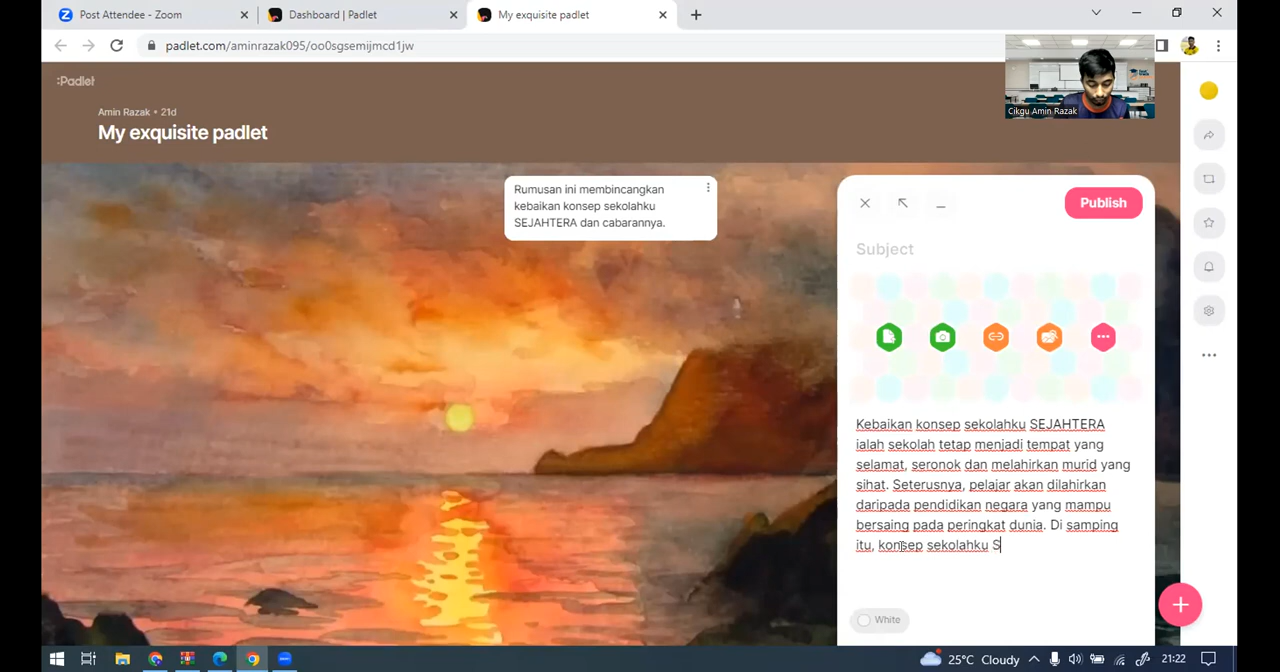 Post Attendee - Zoom
Dashboard | Padlet
My exquisite padlet
padlet.com/aminrazak095/oo0sgsemijmcd1jw
:Padlet
Amin Razak • 21d
My exquisite padlet
Cikgu Amin Razak
Rumusan ini membincangkan
kebaikan konsep sekolahku
SEJAHTERA dan cabarannya.
Publish
Subject
Kebaikan konsep sekolahku SEJAHTERA
ialah sekolah tetap menjadi tempat yang
selamat, seronok dan melahirkan murid yang
sihat. Seterusnya, pelajar akan dilahirkan
daripada pendidikan negara yang mampu
bersaing pada peringkat dunia. Di samping
itu, konsep sekolahku S
White
25°C Cloudy
21:22